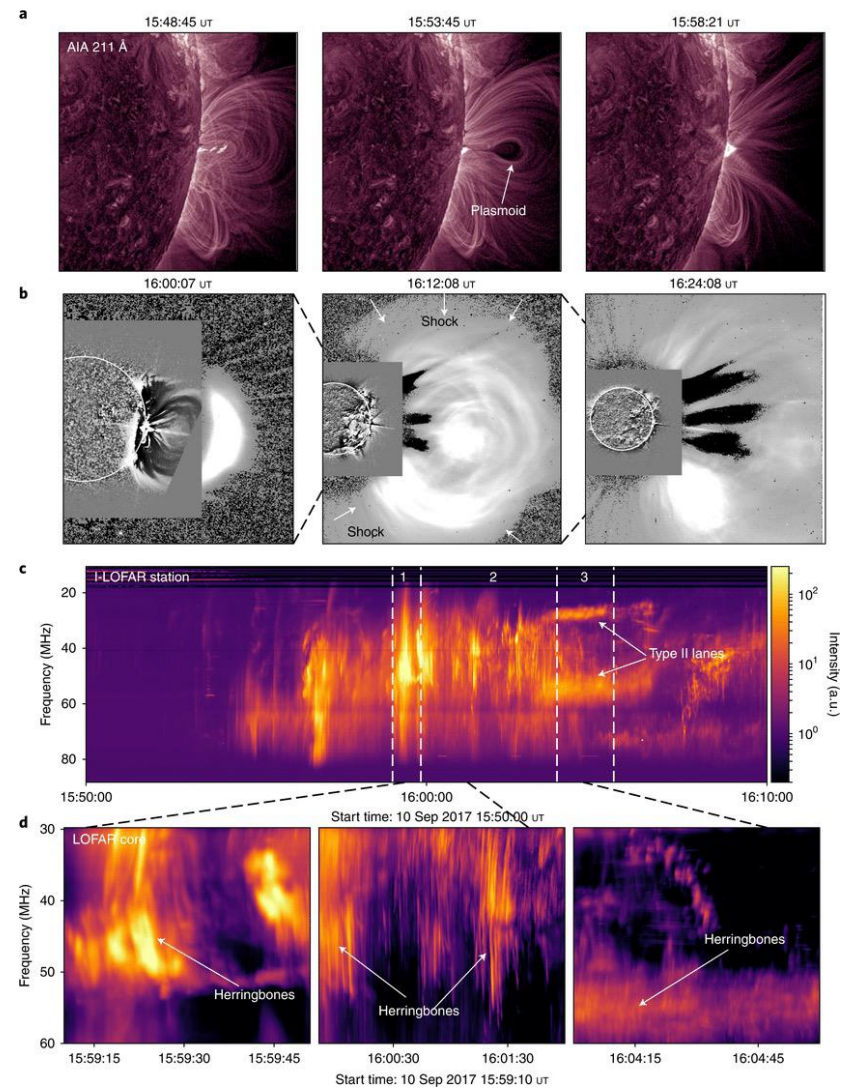 a
15:48:45 UT
15:53:45 UT
15:58:21 UT
AIA 211 Å
Plasmoid
b
16:00:07 UT
16:12:08 UT
16:24:08 UT
Shock
Shock
c
I-LOFAR station
1
2
3
Type II lanes
Frequency (MHz)
20
40
60
80
15:50:00
16:00:00
16:10:00
Intensity (a.u.)
10²
10¹
10⁰
Start time: 10 Sep 2017 15:50:00 UT
d
LOFAR core
Frequency (MHz)
30
40
50
60
Herringbones
Herringbones
Herringbones
15:59:15
15:59:30
15:59:45
16:00:30
16:01:30
16:04:15
16:04:45
Start time: 10 Sep 2017 15:59:10 UT